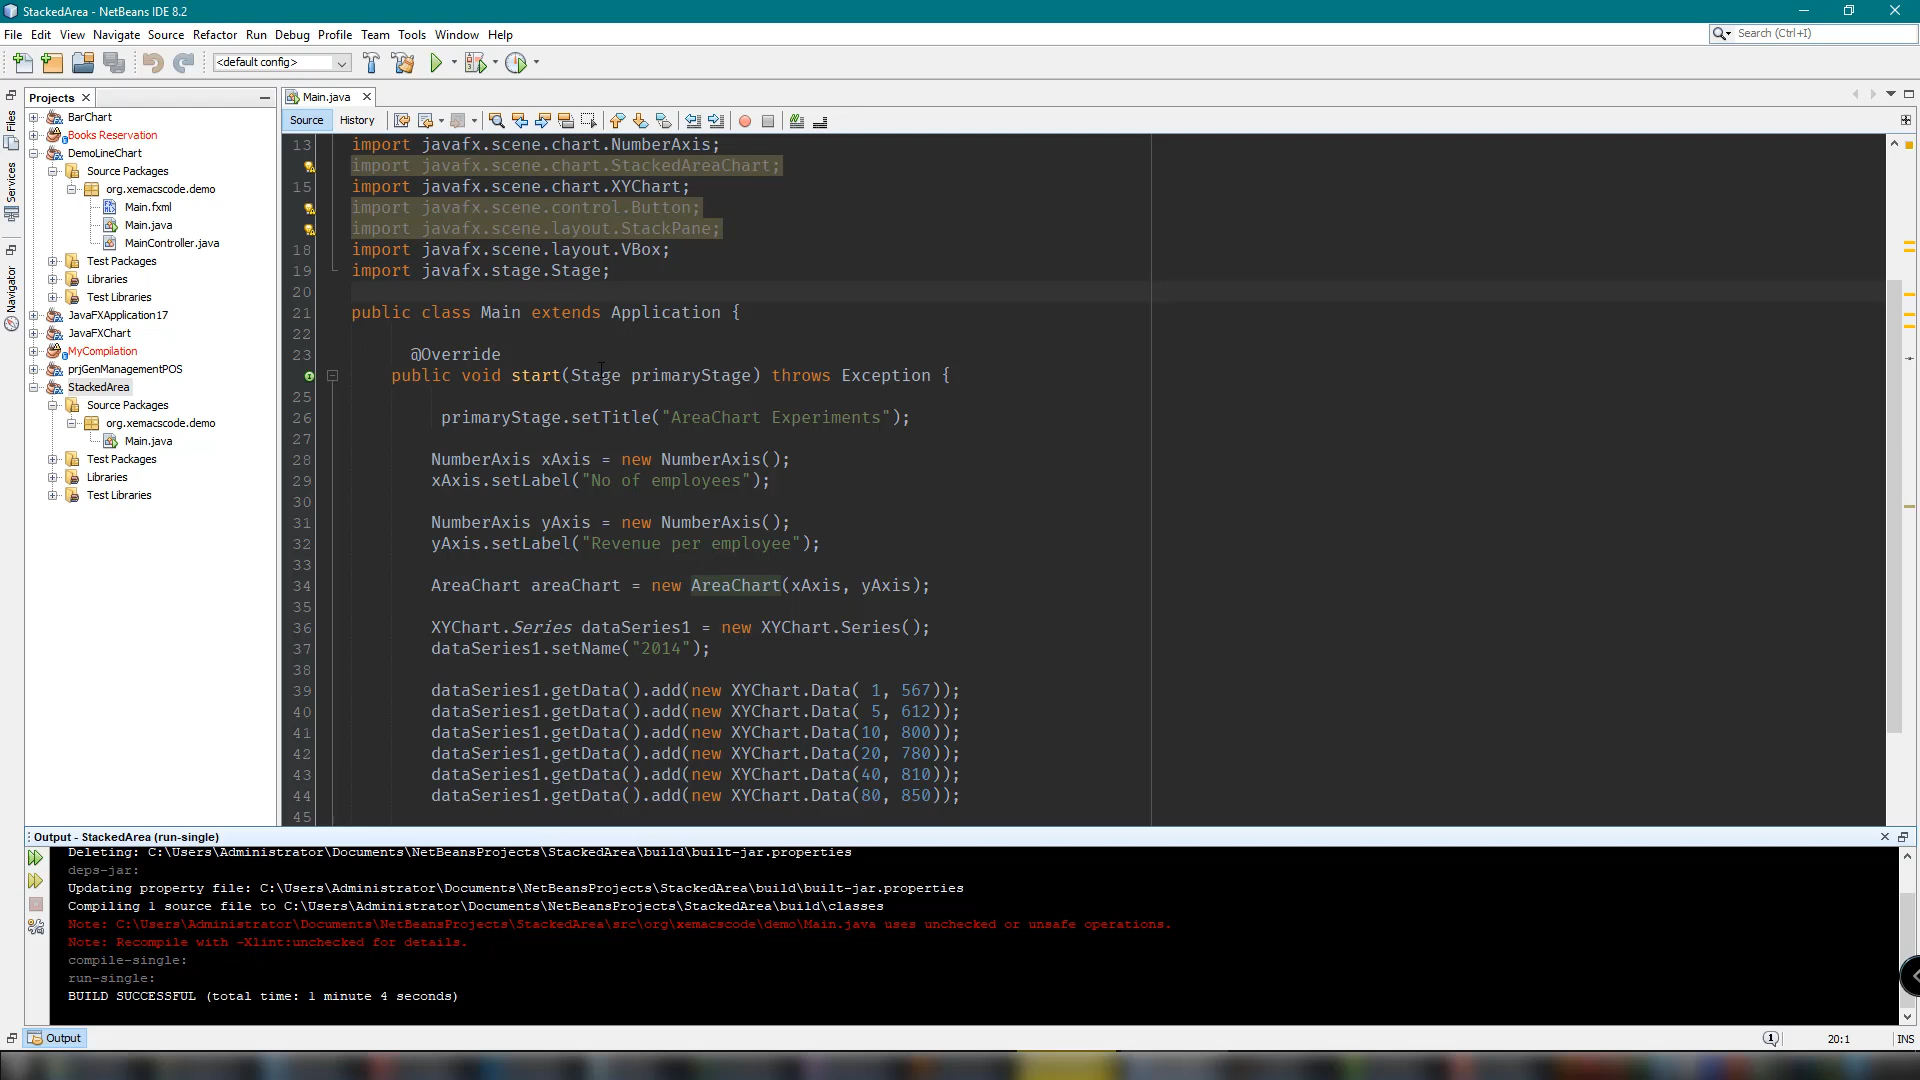 StackedArea - NetBeans IDE 8.2
File Edit View Navigate Source Refactor Run Debug Profile Team Tools Window Help
Search (Ctrl+I)
<default config>
Projects
Main.java
Source History
Files
Services
Navigator
BarChart
Books Reservation
DemoLineChart
Source Packages
org.xemacscode.demo
Main.fxml
Main.java
MainController.java
Test Packages
Libraries
Test Libraries
JavaFXApplication17
JavaFXChart
MyCompilation
prjGenManagementPOS
StackedArea
Source Packages
org.xemacscode.demo
Main.java
Test Packages
Libraries
Test Libraries
13 import javafx.scene.chart.NumberAxis;
import javafx.scene.chart.StackedAreaChart;
15 import javafx.scene.chart.XYChart;
import javafx.scene.control.Button;
import javafx.scene.layout.StackPane;
18 import javafx.scene.layout.VBox;
19 import javafx.stage.Stage;
20
21 public class Main extends Application {
22
23 @Override
public void start(Stage primaryStage) throws Exception {
25
26 primaryStage.setTitle("AreaChart Experiments");
27
28 NumberAxis xAxis = new NumberAxis();
29 xAxis.setLabel("No of employees");
30
31 NumberAxis yAxis = new NumberAxis();
32 yAxis.setLabel("Revenue per employee");
33
34 AreaChart areaChart = new AreaChart(xAxis, yAxis);
35
36 XYChart.Series dataSeries1 = new XYChart.Series();
37 dataSeries1.setName("2014");
38
39 dataSeries1.getData().add(new XYChart.Data( 1, 567));
40 dataSeries1.getData().add(new XYChart.Data( 5, 612));
41 dataSeries1.getData().add(new XYChart.Data(10, 800));
42 dataSeries1.getData().add(new XYChart.Data(20, 780));
43 dataSeries1.getData().add(new XYChart.Data(40, 810));
44 dataSeries1.getData().add(new XYChart.Data(80, 850));
45
Output - StackedArea (run-single)
Deleting: C:\Users\Administrator\Documents\NetBeansProjects\StackedArea\build\built-jar.properties
deps-jar:
Updating property file: C:\Users\Administrator\Documents\NetBeansProjects\StackedArea\build\built-jar.properties
Compiling 1 source file to C:\Users\Administrator\Documents\NetBeansProjects\StackedArea\build\classes
Note: C:\Users\Administrator\Documents\NetBeansProjects\StackedArea\src\org\xemacscode\demo\Main.java uses unchecked or unsafe operations.
Note: Recompile with -Xlint:unchecked for details.
compile-single:
run-single:
BUILD SUCCESSFUL (total time: 1 minute 4 seconds)
Output
1
20:1
INS